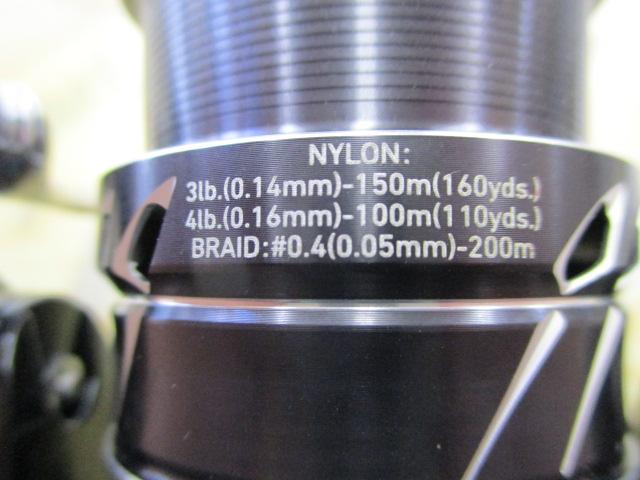 NYLON:
3lb.(0.14mm)-150m(160yds.)
4lb.(0.16mm)-100m(110yds.)
BRAID:#0.4(0.05mm)-200m